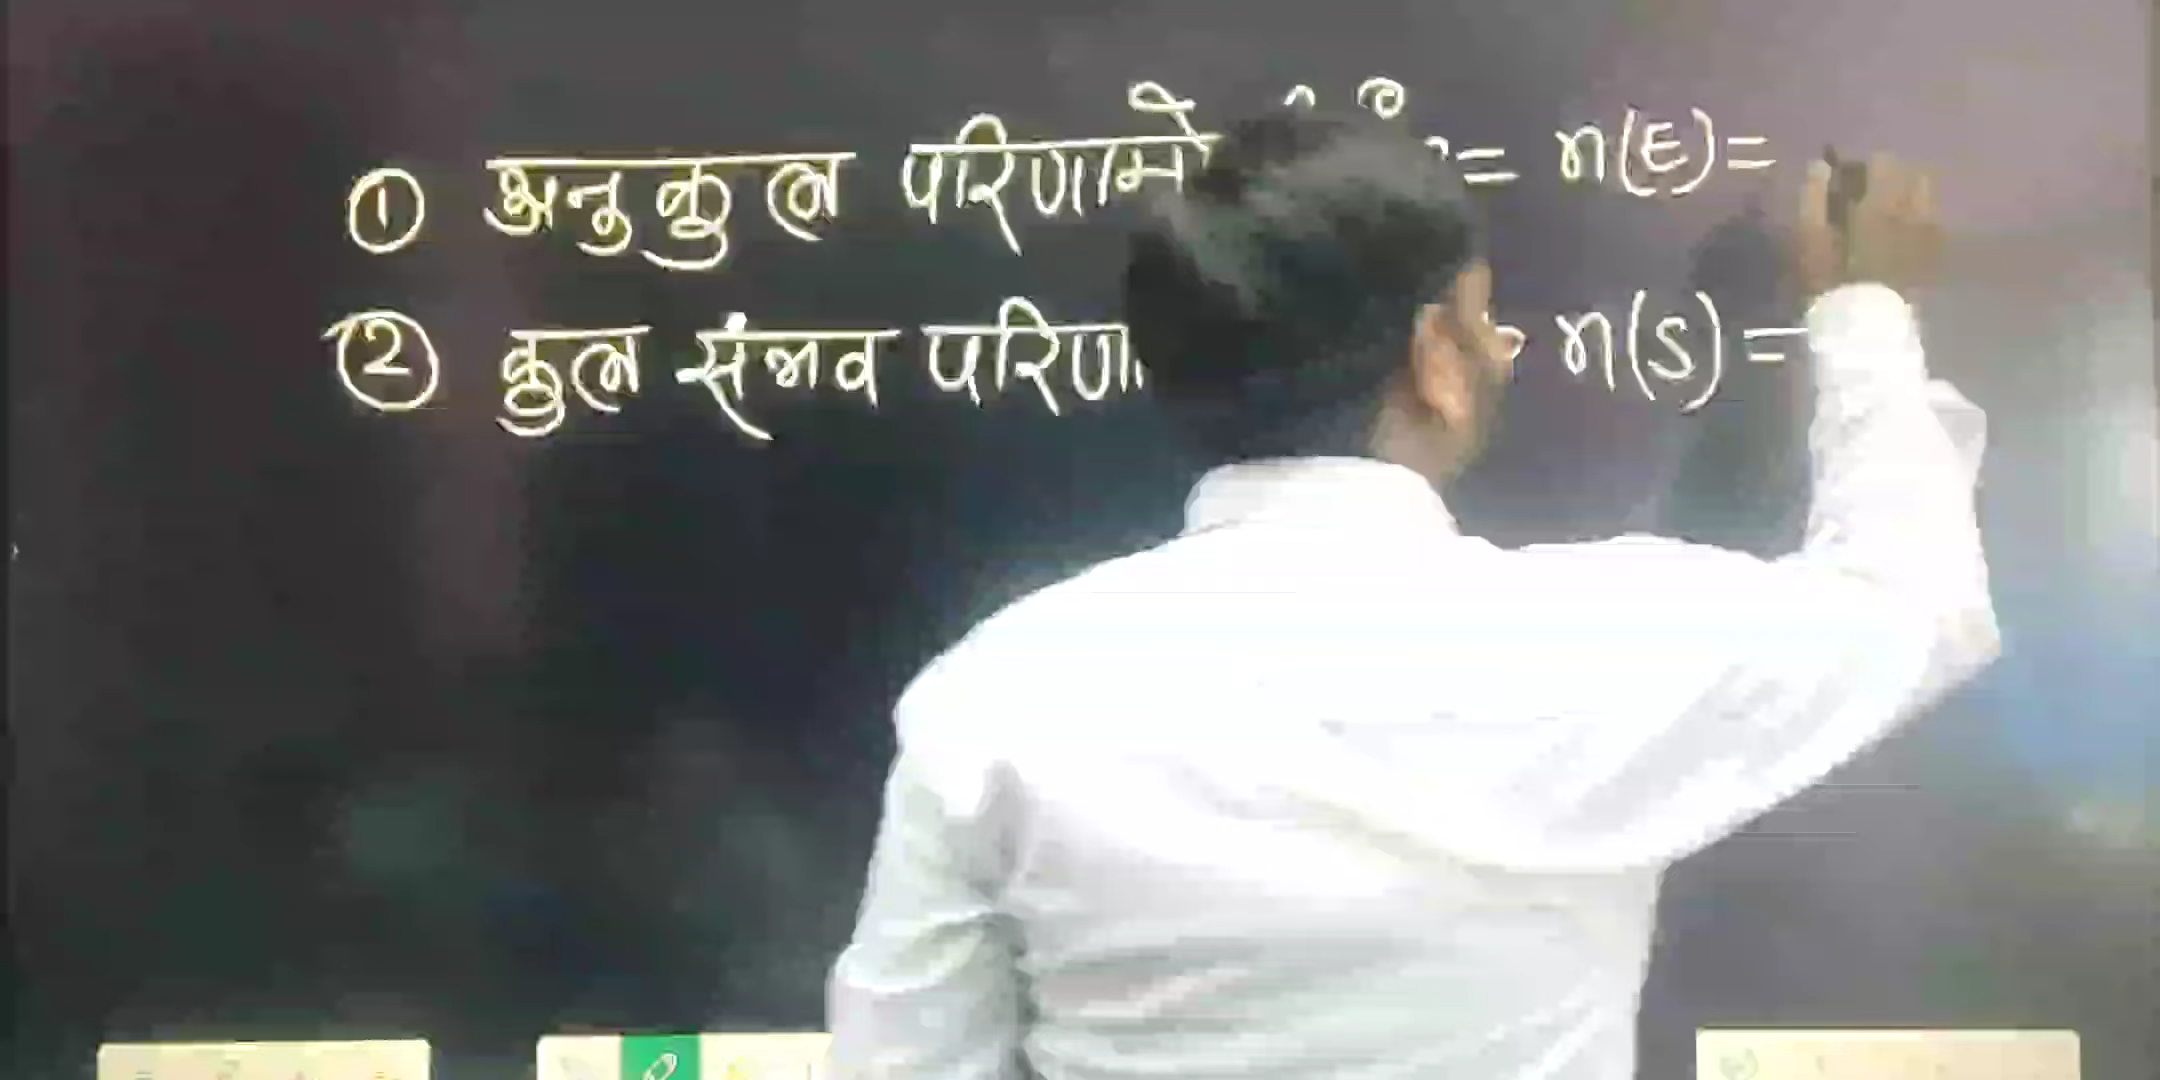 ① अनुकूल परिणामो = n(E)=
② कुल संभव परिण n(S) =